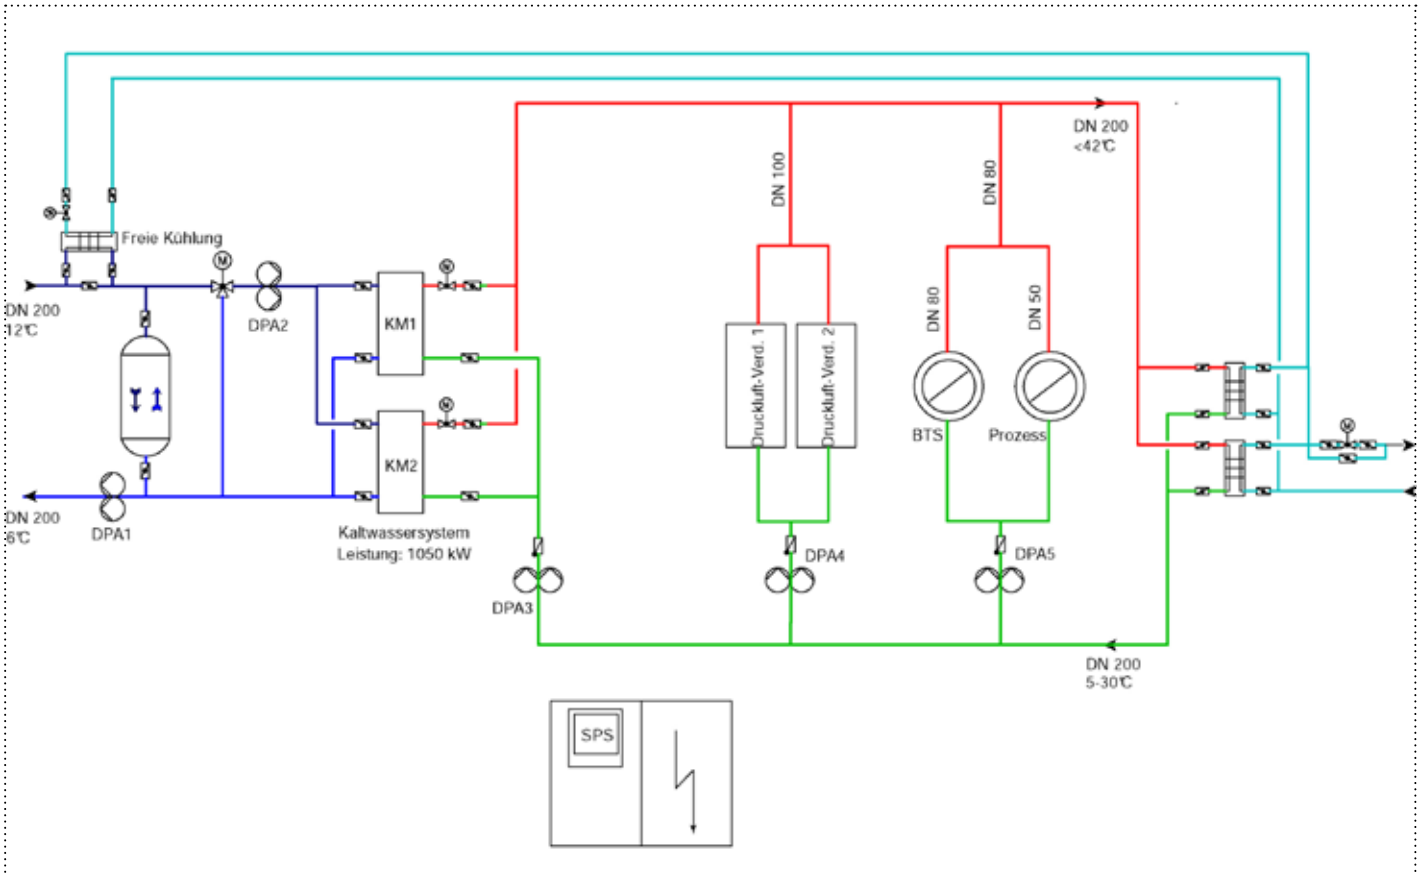 DN 200
<42℃
DN 100
DN 80
Freie Kühlung
M
M
DN 200
12℃
DPA2
KM1
DN 80
DN 50
Druckluft-Verd. 1
Druckluft-Verd. 2
M
KM2
BTS
Prozess
M
DN 200
6℃
DPA1
Kaltwassersystem
Leistung: 1050 kW
DPA3
DPA4
DPA5
DN 200
5-30℃
SPS